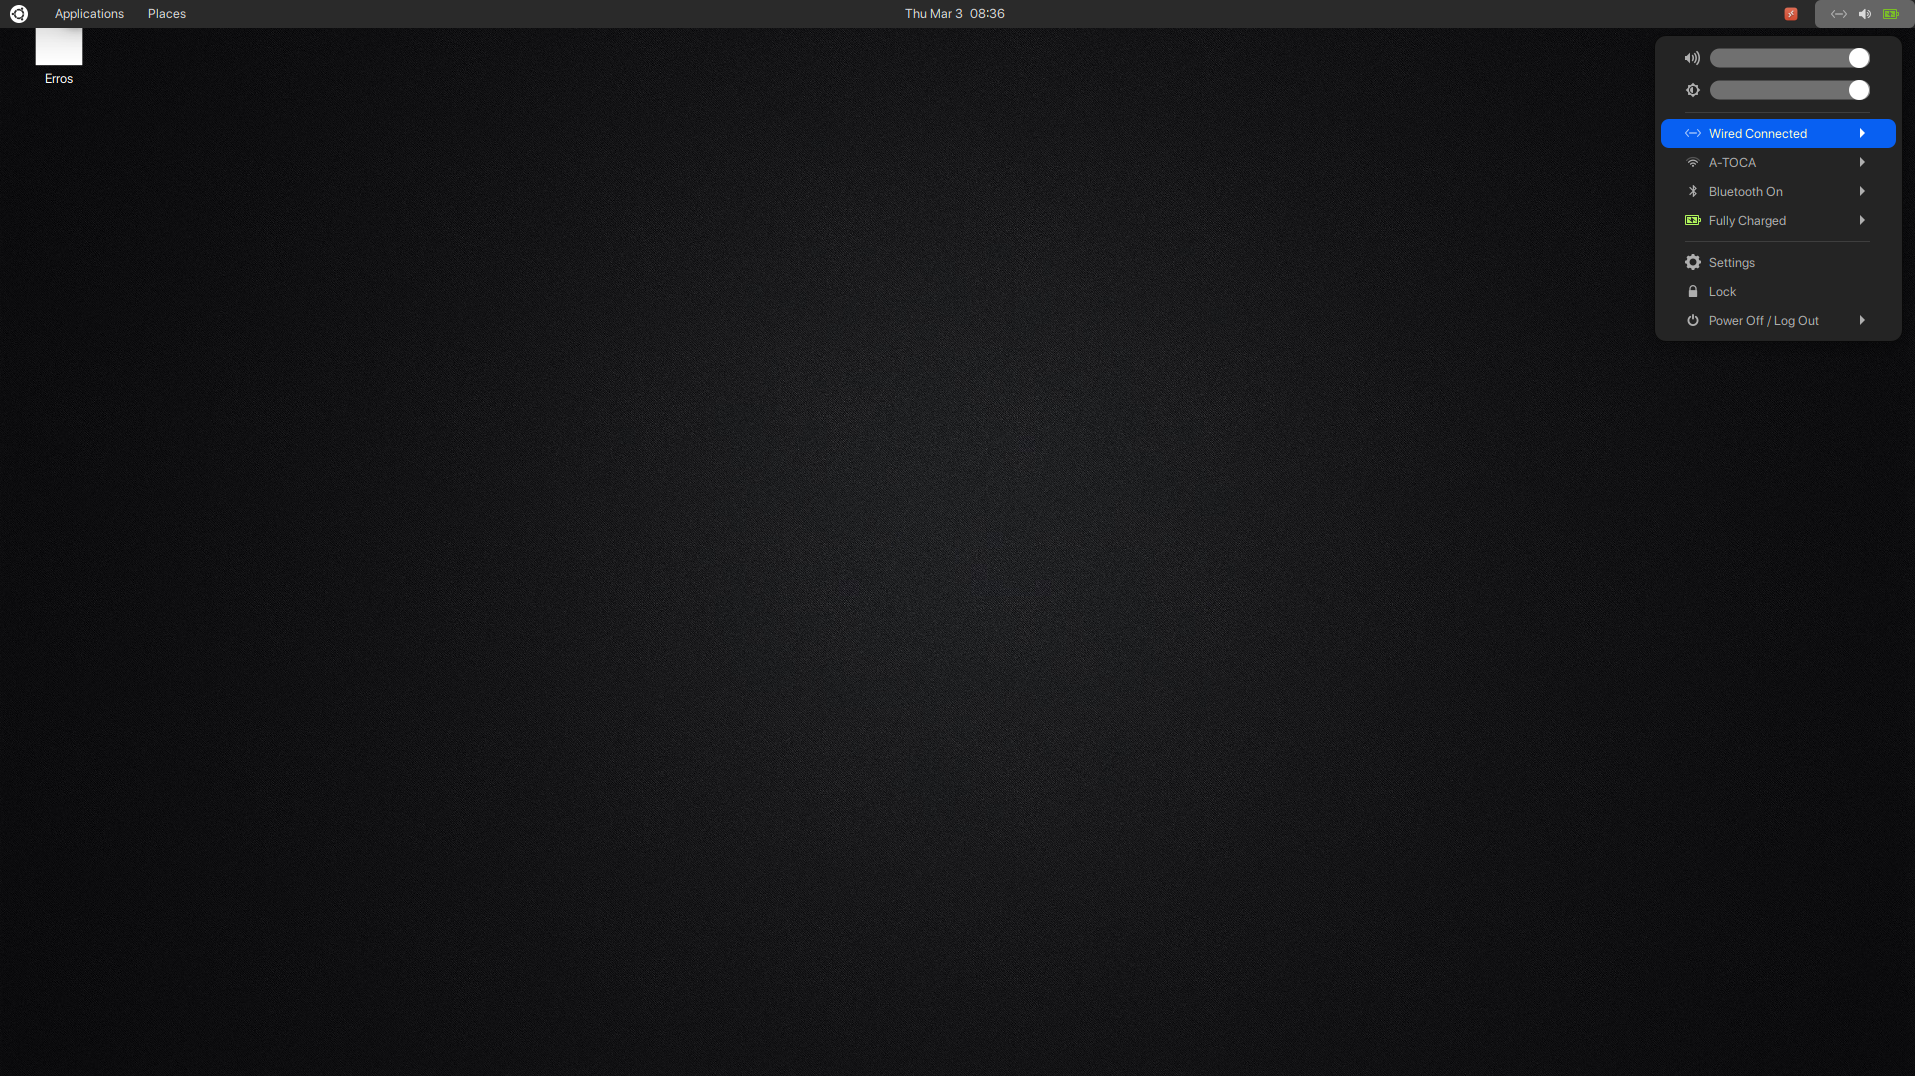 Applications Places Thu Mar 3 08:36
Erros
Wired Connected
A-TOCA
Bluetooth On
Fully Charged
Settings
Lock
Power Off / Log Out